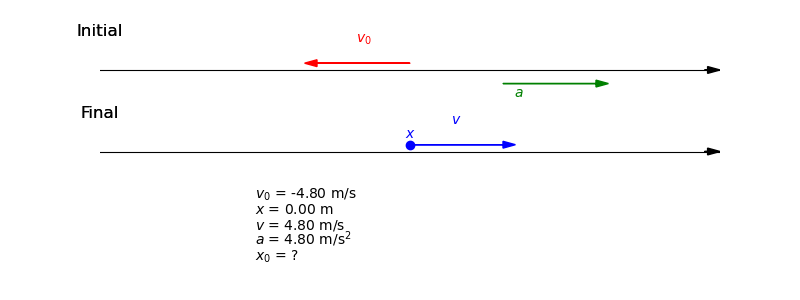 Initial
v₀
a
Final
v
x
v₀ = -4.80 m/s
x = 0.00 m
v = 4.80 m/s
a = 4.80 m/s²
x₀ = ?